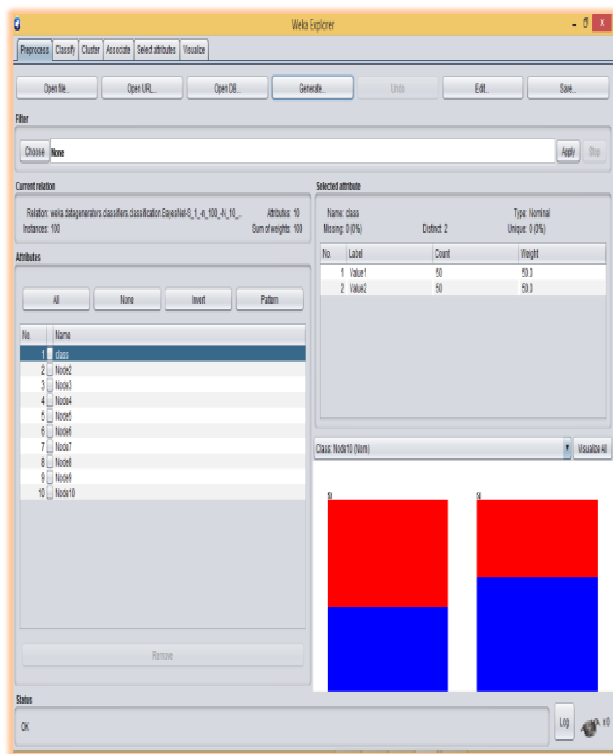 Weka Explorer
Preprocess Classify Cluster Associate Select attributes Visualize
Open file... Open URL... Open DB... Generate... Undo Edit... Save...
Filter
Choose None Apply Stop
Current relation
Relation: weka.datagenerators.classifiers.classification.BayesNet-S_1_-n_100_-N_10_... Attributes: 10
Instances: 100 Sum of weights: 100
Selected attribute
Name: class Type: Nominal
Missing: 0 (0%) Distinct: 2 Unique: 0 (0%)
No. Label Count Weight
1 Value1 50 50.0
2 Value2 50 50.0
Attributes
All None Invert Pattern
No. Name
1 class
2 Node2
3 Node3
4 Node4
5 Node5
6 Node6
7 Node7
8 Node8
9 Node9
10 Node10
Remove
Class: Node10 (Nom) Visualize All
50 50
Status
OK Log x 0